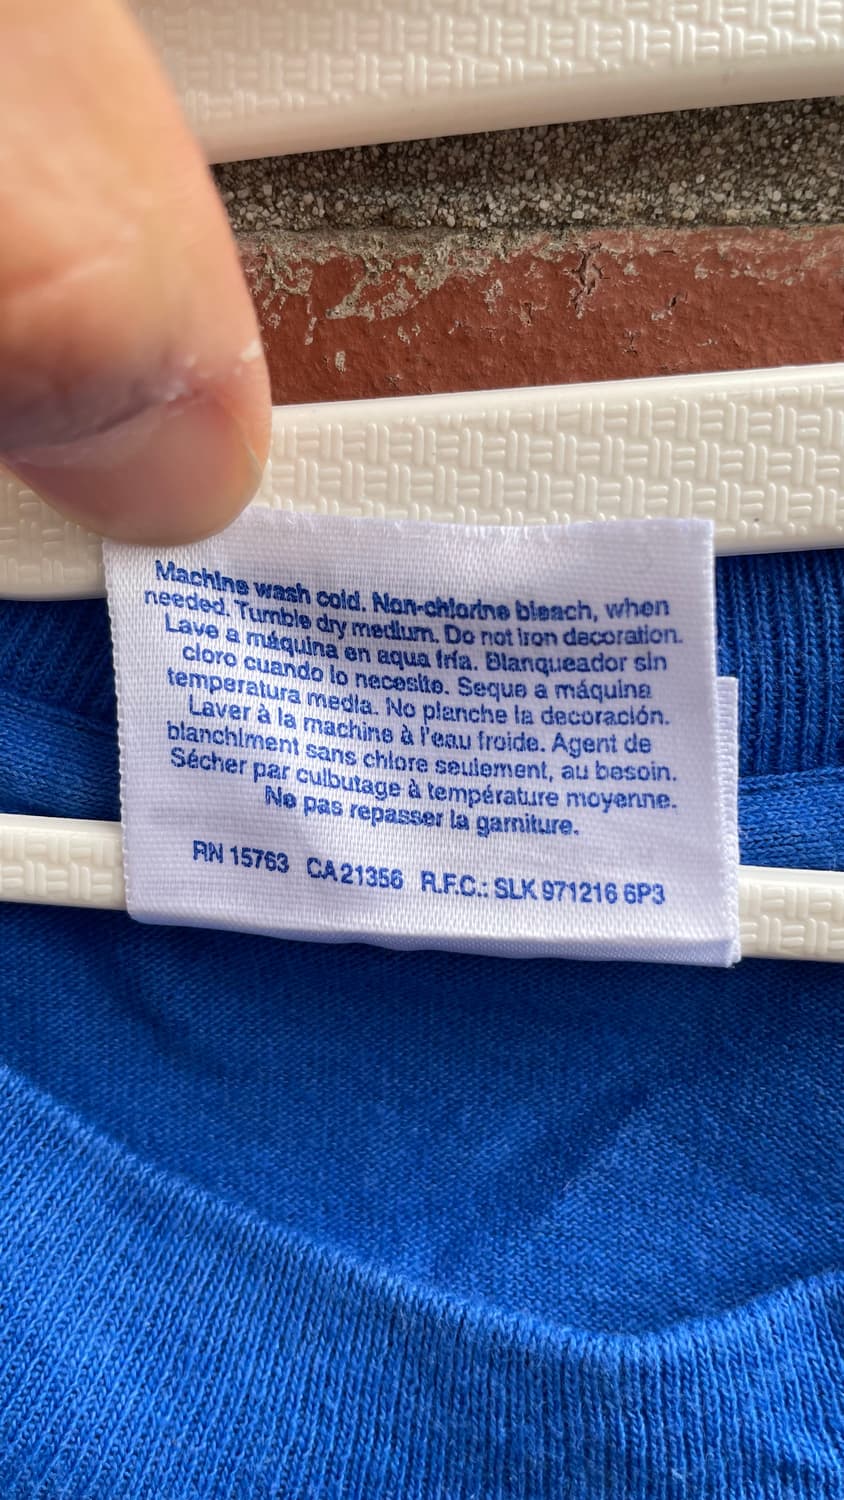 Machine wash cold. Non-chlorine bleach, when
needed. Tumble dry medium. Do not iron decoration.
Lave a máquina en aqua fría. Blanqueador sin
cloro cuando lo necesite. Seque a máquina
temperatura media. No planche la decoración.
Laver à la machine à l'eau froide. Agent de
blanchiment sans chlore seulement, au besoin.
Sécher par culbutage à température moyenne.
Ne pas repasser la garniture.
RN 15763 CA21356 R.F.C.: SLK 971216 6P3